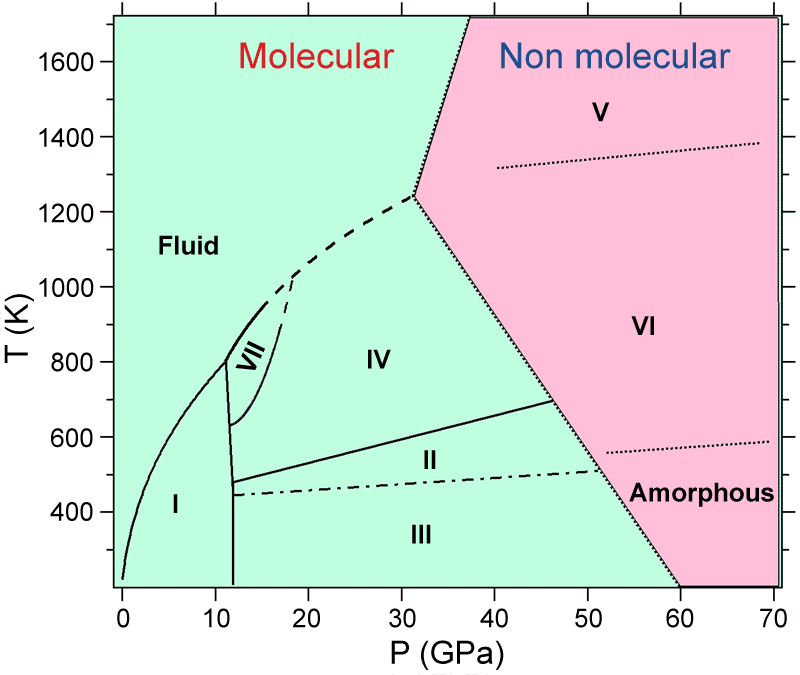 Molecular
Non molecular
V
Fluid
VII
IV
VI
II
Amorphous
I
III
1600
1400
1200
1000
800
600
400
T (K)
0
10
20
30
40
50
60
70
P (GPa)